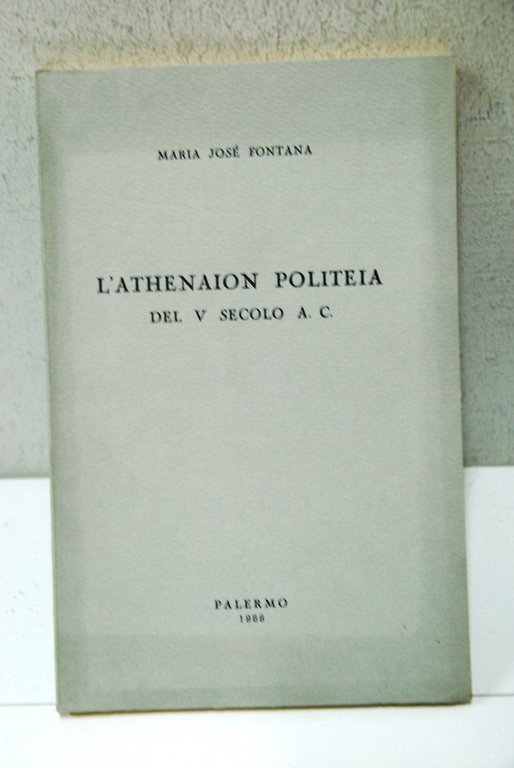 MARIA JOSÉ FONTANA
L'ATHENAION POLITEIA
DEL V SECOLO A. C.
PALERMO
1968